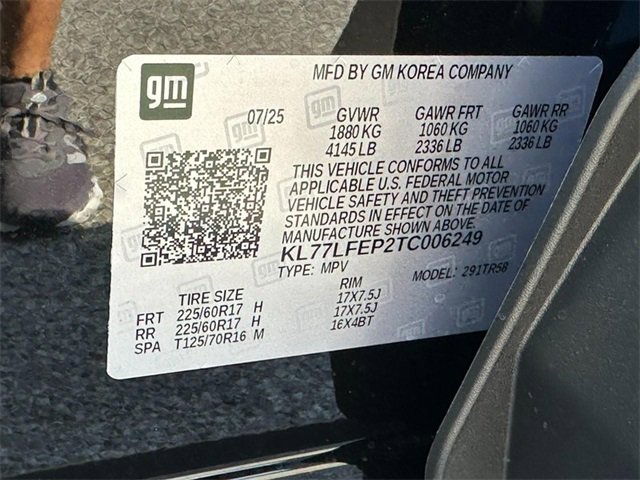 gm
MFD BY GM KOREA COMPANY
07/25 GVWR GAWR FRT GAWR RR
1880 KG 1060 KG 1060 KG
4145 LB 2336 LB 2336 LB
THIS VEHICLE CONFORMS TO ALL
APPLICABLE U.S. FEDERAL MOTOR
VEHICLE SAFETY AND THEFT PREVENTION
STANDARDS IN EFFECT ON THE DATE OF
MANUFACTURE SHOWN ABOVE.
KL77LFEP2TC006249
TYPE: MPV MODEL: 291TR58
TIRE SIZE RIM
FRT 225/60R17 H 17X7.5J
RR 225/60R17 H 17X7.5J
SPA T125/70R16 M 16X4BT